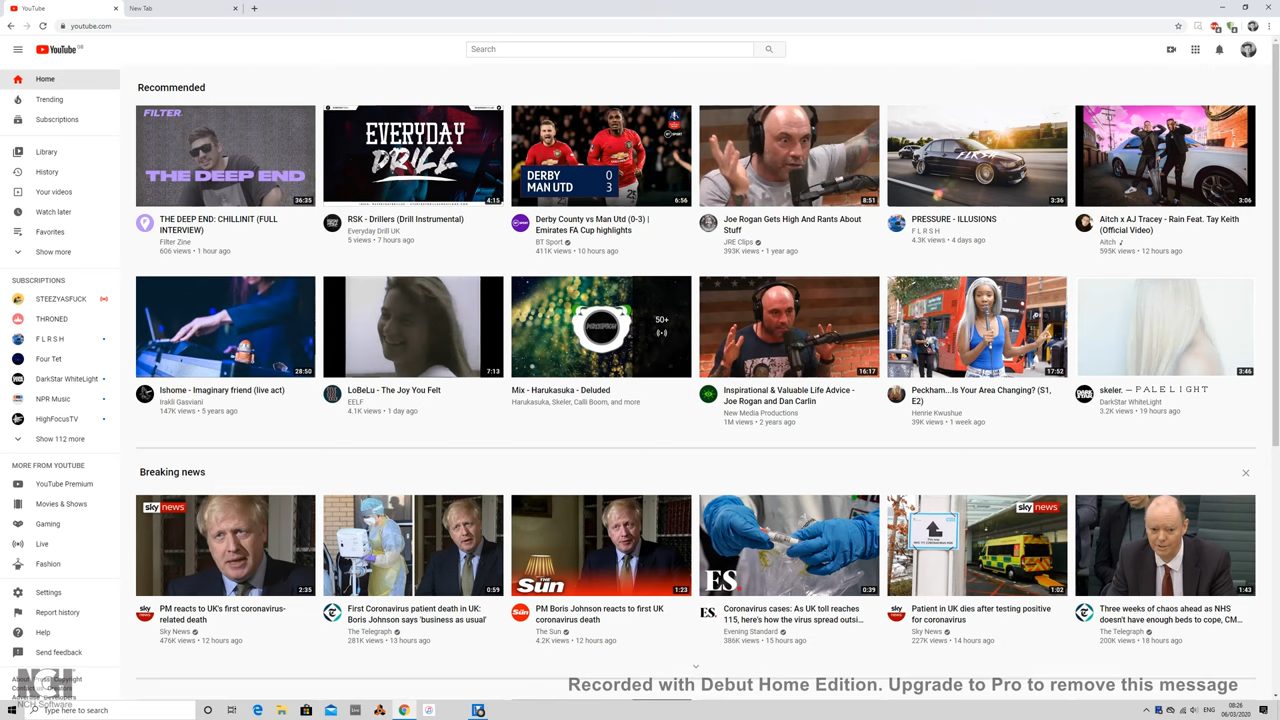 YouTube
New Tab
youtube.com
YouTube GB
Search
Home
Trending
Subscriptions
Library
History
Your videos
Watch later
Favorites
Show more
SUBSCRIPTIONS
STEEZYASFUCK
THRONED
F L R S H
Four Tet
DarkStar WhiteLight
NPR Music
HighFocusTV
Show 112 more
MORE FROM YOUTUBE
YouTube Premium
Movies & Shows
Gaming
Live
Fashion
Settings
Report history
Help
Send feedback
About Press Copyright
Contact us Creators
Advertise Developers
NCH
NCH Software
Recommended
FILTER
THE DEEP END
36:35
THE DEEP END: CHILLINIT (FULL
INTERVIEW)
Filter Zine
606 views • 1 hour ago
EVERYDAY
DRILL
4:15
RSK - Drillers (Drill Instrumental)
Everyday Drill UK
5 views • 7 hours ago
BT SPORT
DERBY 0
MAN UTD 3
6:56
Derby County vs Man Utd (0-3) |
Emirates FA Cup highlights
BT Sport
411K views • 10 hours ago
8:51
Joe Rogan Gets High And Rants About
Stuff
JRE Clips
393K views • 1 year ago
3:36
PRESSURE - ILLUSIONS
F L R S H
4.3K views • 4 days ago
3:06
Aitch x AJ Tracey - Rain Feat. Tay Keith
(Official Video)
Aitch
595K views • 12 hours ago
28:50
Ishome - Imaginary friend (live act)
Irakli Gasviani
147K views • 5 years ago
7:13
LoBeLu - The Joy You Felt
EELF
4.1K views • 1 day ago
50+
Mix - Harukasuka - Deluded
Harukasuka, Skeler, Calli Boom, and more
16:17
Inspirational & Valuable Life Advice -
Joe Rogan and Dan Carlin
New Media Productions
1M views • 2 years ago
17:52
Peckham...Is Your Area Changing? (S1,
E2)
Henrie Kwushue
39K views • 1 week ago
3:46
skeler. — P A L E L I G H T
DarkStar WhiteLight
3.2K views • 19 hours ago
Breaking news
sky news
2:35
PM reacts to UK's first coronavirus-
related death
Sky News
476K views • 12 hours ago
0:59
First Coronavirus patient death in UK:
Boris Johnson says 'business as usual'
The Telegraph
281K views • 13 hours ago
THE Sun
1:23
PM Boris Johnson reacts to first UK
coronavirus death
The Sun
4.2K views • 12 hours ago
ES
0:39
Coronavirus cases: As UK toll reaches
115, here's how the virus spread outsi...
Evening Standard
386K views • 15 hours ago
sky news
1:02
Patient in UK dies after testing positive
for coronavirus
Sky News
227K views • 14 hours ago
1:43
Three weeks of chaos ahead as NHS
doesn't have enough beds to cope, CM...
The Telegraph
200K views • 18 hours ago
Recorded with Debut Home Edition. Upgrade to Pro to remove this message
Type here to search
ENG
08:26
06/03/2020